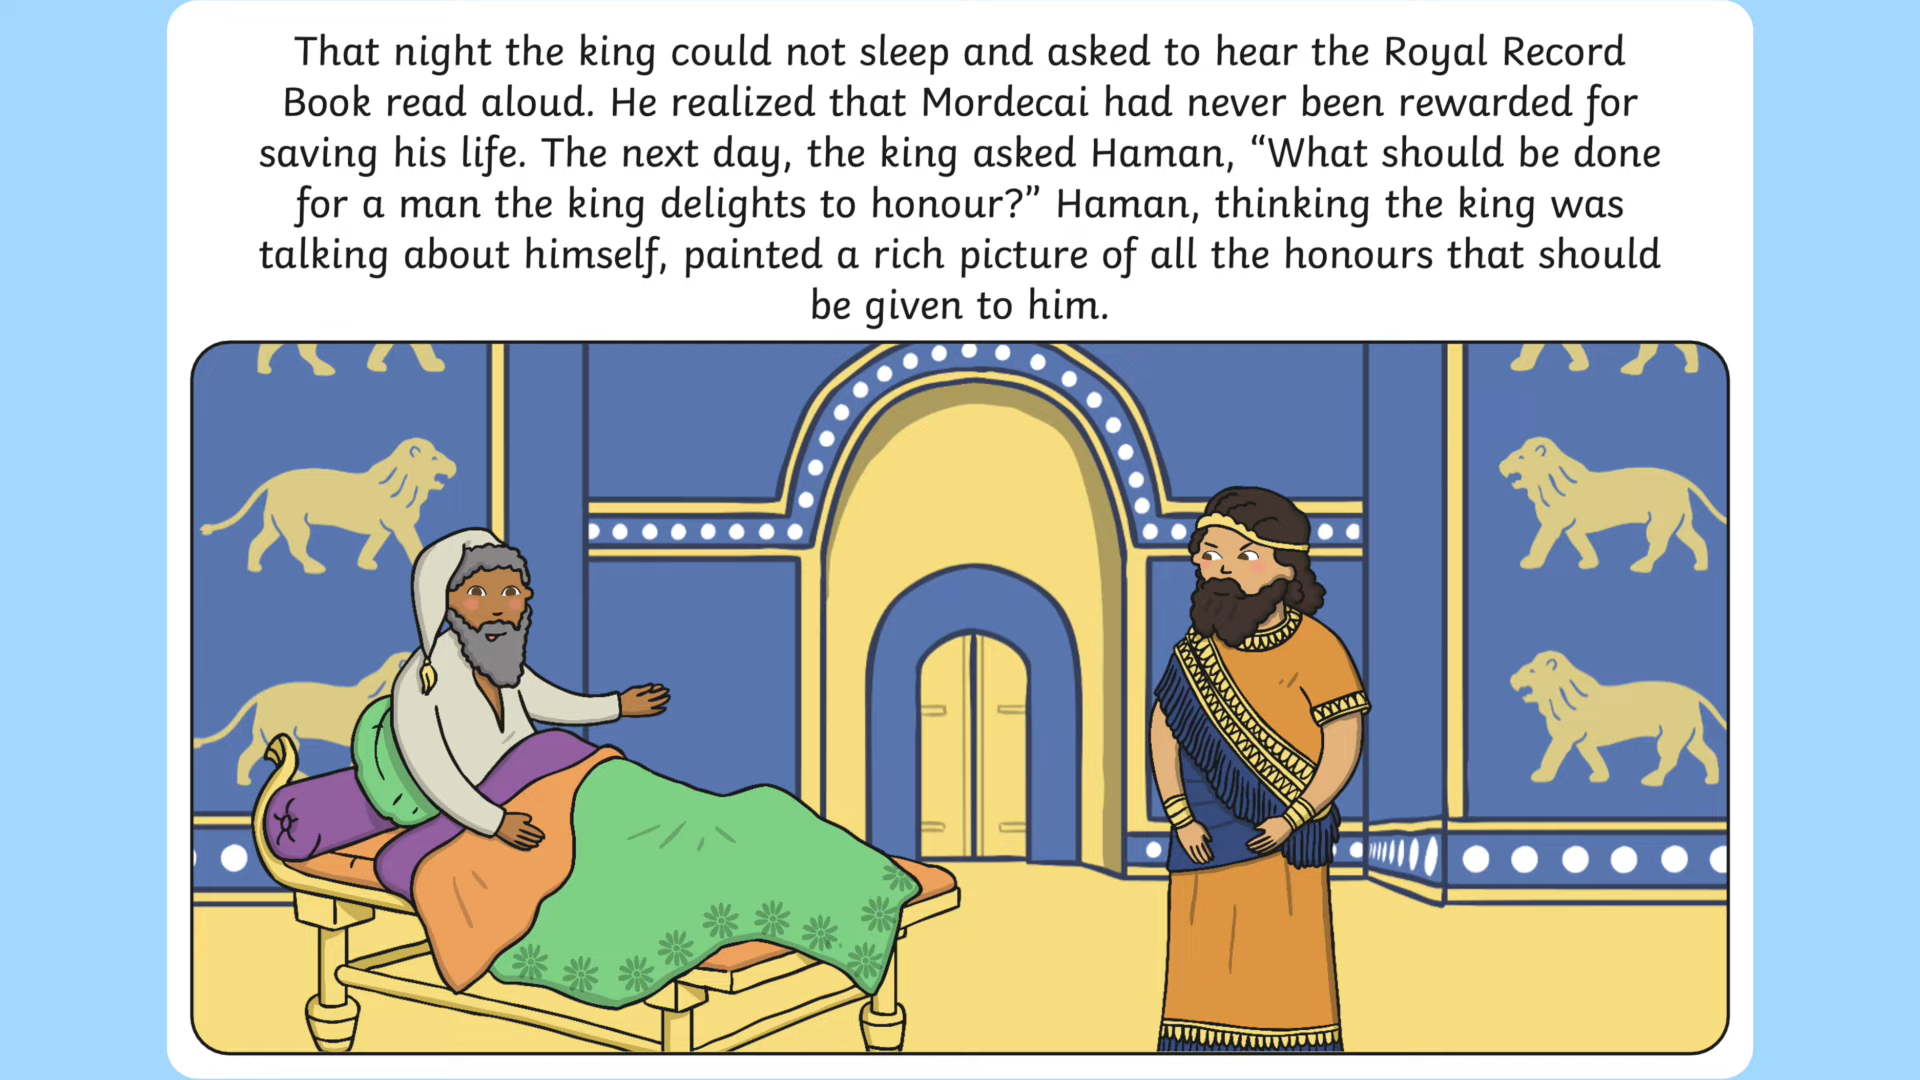 That night the king could not sleep and asked to hear the Royal Record
Book read aloud. He realized that Mordecai had never been rewarded for
saving his life. The next day, the king asked Haman, “What should be done
for a man the king delights to honour?” Haman, thinking the king was
talking about himself, painted a rich picture of all the honours that should
be given to him.